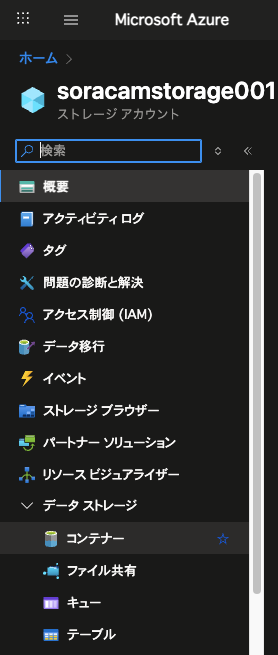 Microsoft Azure
ホーム
soracamstorage001
ストレージ アカウント
検索
概要
アクティビティ ログ
タグ
問題の診断と解決
アクセス制御 (IAM)
データ移行
イベント
ストレージ ブラウザー
パートナー ソリューション
リソース ビジュアライザー
データ ストレージ
コンテナー
ファイル共有
キュー
テーブル